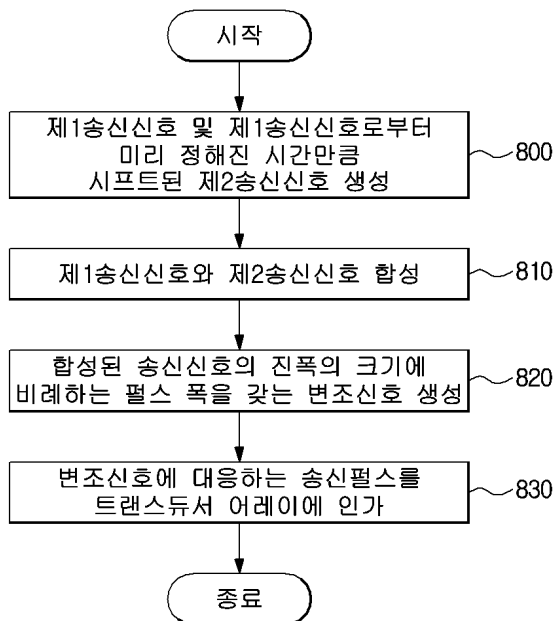 시작
제1송신신호 및 제1송신신호로부터
미리 정해진 시간만큼
시프트된 제2송신신호 생성
800
제1송신신호와 제2송신신호 합성
810
합성된 송신신호의 진폭의 크기에
비례하는 펄스 폭을 갖는 변조신호 생성
820
변조신호에 대응하는 송신펄스를
트랜스듀서 어레이에 인가
830
종료